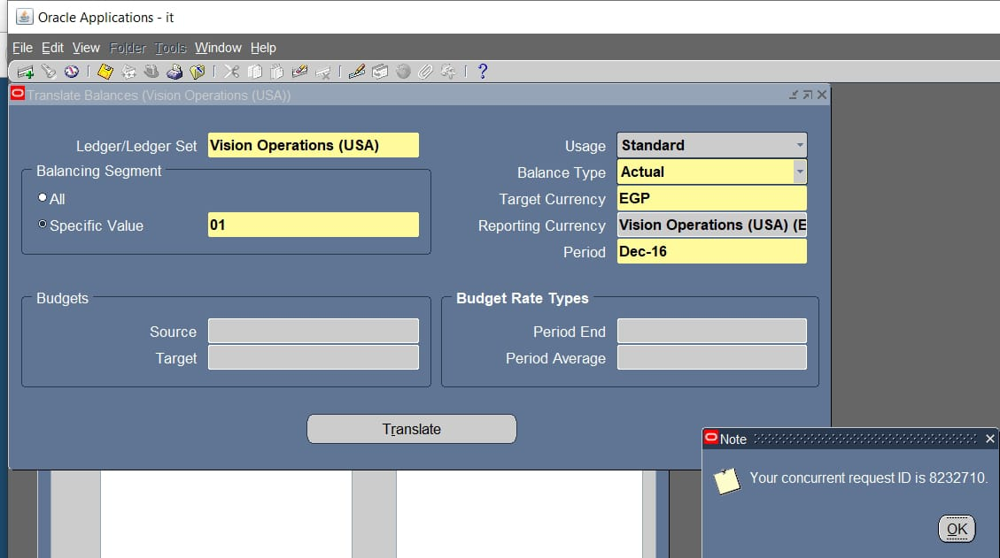 Oracle Applications - it
File Edit View Folder Tools Window Help
Translate Balances (Vision Operations (USA))
Ledger/Ledger Set Vision Operations (USA)
Balancing Segment
All
Specific Value 01
Usage Standard
Balance Type Actual
Target Currency EGP
Reporting Currency Vision Operations (USA) (E
Period Dec-16
Budgets
Source
Target
Budget Rate Types
Period End
Period Average
Translate
Note
Your concurrent request ID is 8232710.
OK